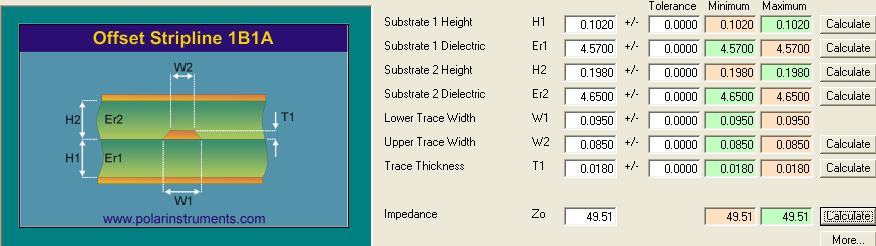 Offset Stripline 1B1A
W2
H2 Er2 T1
H1 Er1
W1
www.polarinstruments.com
Tolerance Minimum Maximum
Substrate 1 Height H1 0.1020 +/- 0.0000 0.1020 0.1020 Calculate
Substrate 1 Dielectric Er1 4.5700 +/- 0.0000 4.5700 4.5700 Calculate
Substrate 2 Height H2 0.1980 +/- 0.0000 0.1980 0.1980 Calculate
Substrate 2 Dielectric Er2 4.6500 +/- 0.0000 4.6500 4.6500 Calculate
Lower Trace Width W1 0.0950 +/- 0.0000 0.0950 0.0950
Upper Trace Width W2 0.0850 +/- 0.0000 0.0850 0.0850 Calculate
Trace Thickness T1 0.0180 +/- 0.0000 0.0180 0.0180 Calculate
Impedance Zo 49.51 49.51 49.51 Calculate
More...